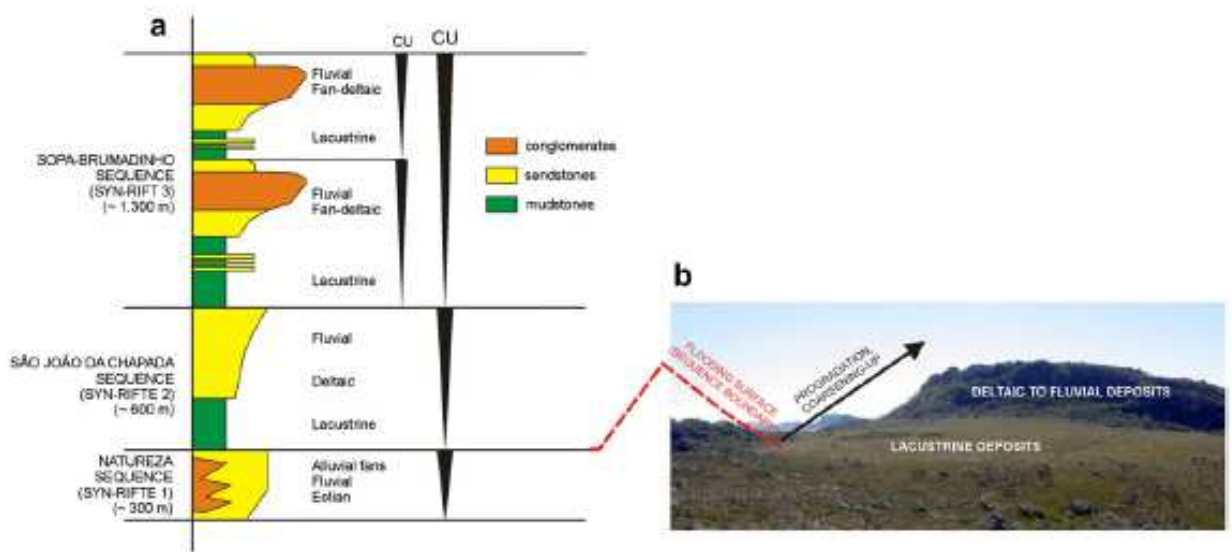 a
CU
CU
Fluvial
Fan-deltaic
Lacustrine
SOPA-BRUMADINHO
SEQUENCE
(SYN-RIFT 3)
(~ 1.300 m)
Fluvial
Fan-deltaic
Lacustrine
conglomerates
sandstones
mudstones
SÃO JOÃO DA CHAPADA
SEQUENCE
(SYN-RIFTE 2)
(~ 600 m)
Fluvial
Deltaic
Lacustrine
NATUREZA
SEQUENCE
(SYN-RIFTE 1)
(~ 300 m)
Alluvial fans
Fluvial
Eolian
b
FLOODING SURFACE
(SEQUENCE BOUNDARY)
PROGRADATION
COARSENING-UP
DELTAIC TO FLUVIAL DEPOSITS
LACUSTRINE DEPOSITS